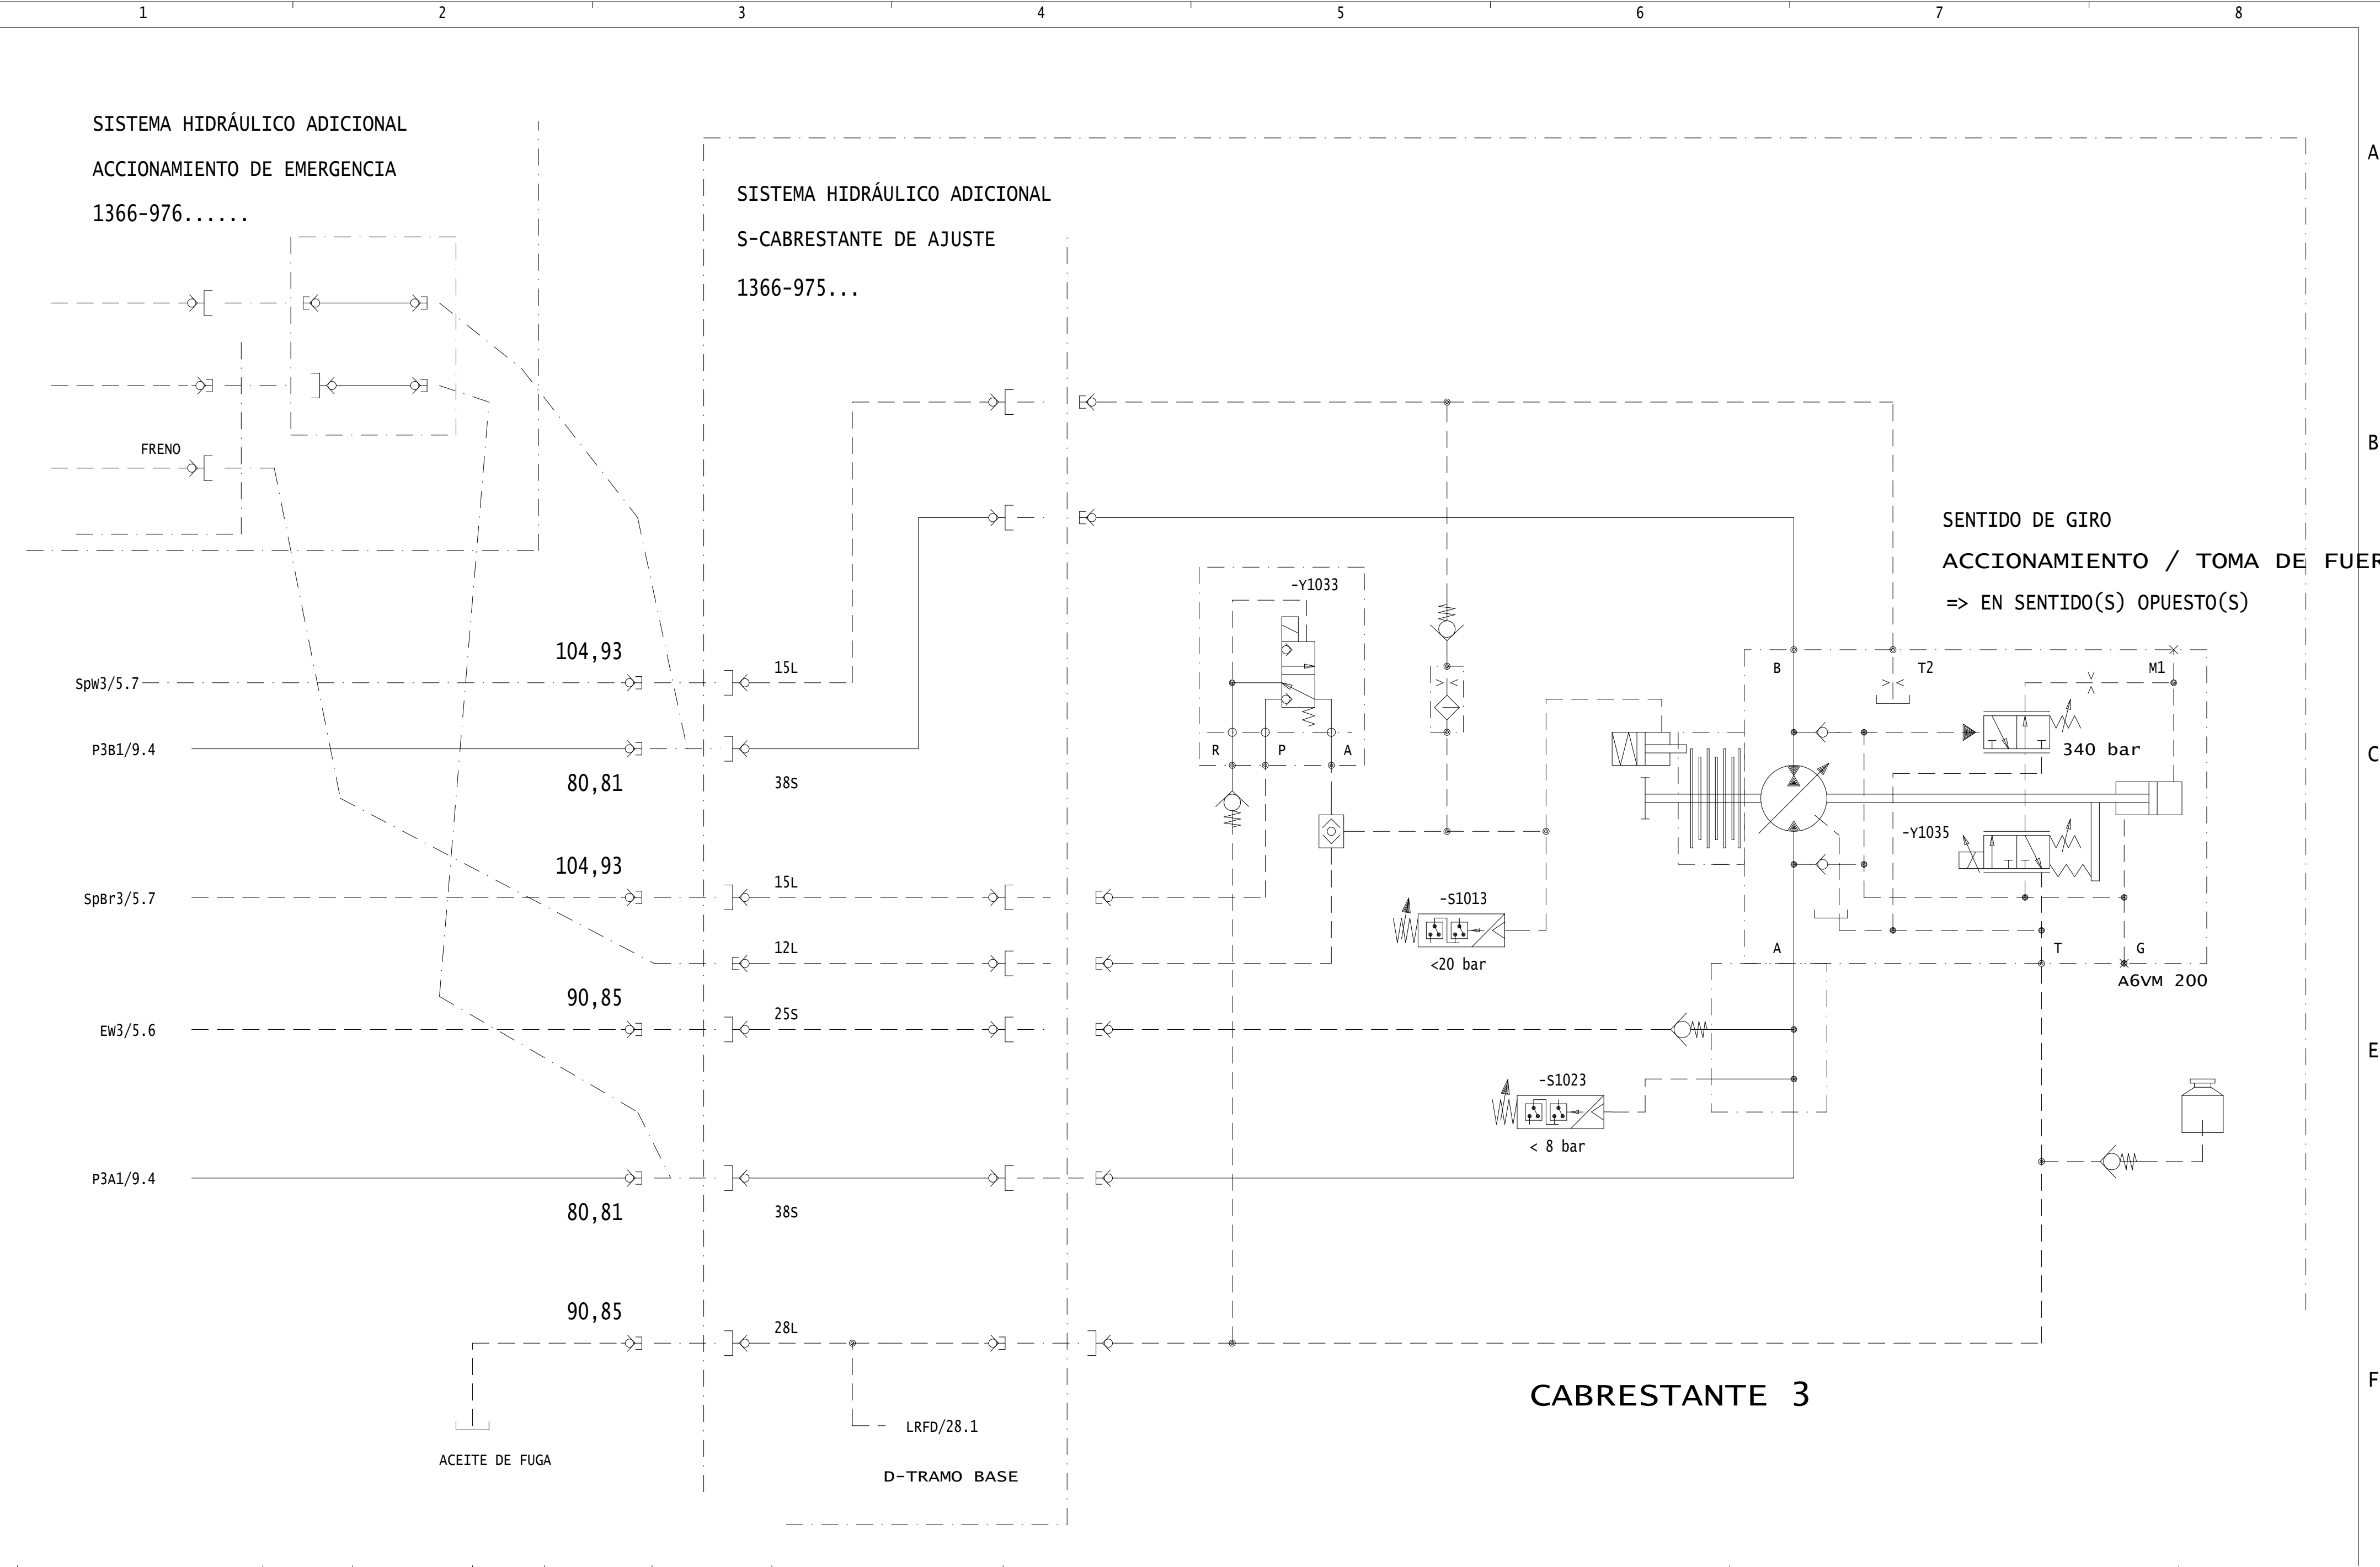 1 2 3 4 5 6 7 8
A
B
C
E
F
SISTEMA HIDRÁULICO ADICIONAL
ACCIONAMIENTO DE EMERGENCIA
1366-976......
SISTEMA HIDRÁULICO ADICIONAL
S-CABRESTANTE DE AJUSTE
1366-975...
FRENO
SENTIDO DE GIRO
ACCIONAMIENTO / TOMA DE FUER
=> EN SENTIDO(S) OPUESTO(S)
-Y1033
104,93
15L
SpW3/5.7
B
T2
M1
P3B1/9.4
R
P
A
340 bar
80,81
38S
-Y1035
104,93
15L
SpBr3/5.7
-S1013
12L
<20 bar
A
T
G
A6VM 200
90,85
25S
EW3/5.6
-S1023
< 8 bar
P3A1/9.4
80,81
38S
90,85
28L
CABRESTANTE 3
LRFD/28.1
ACEITE DE FUGA
D-TRAMO BASE